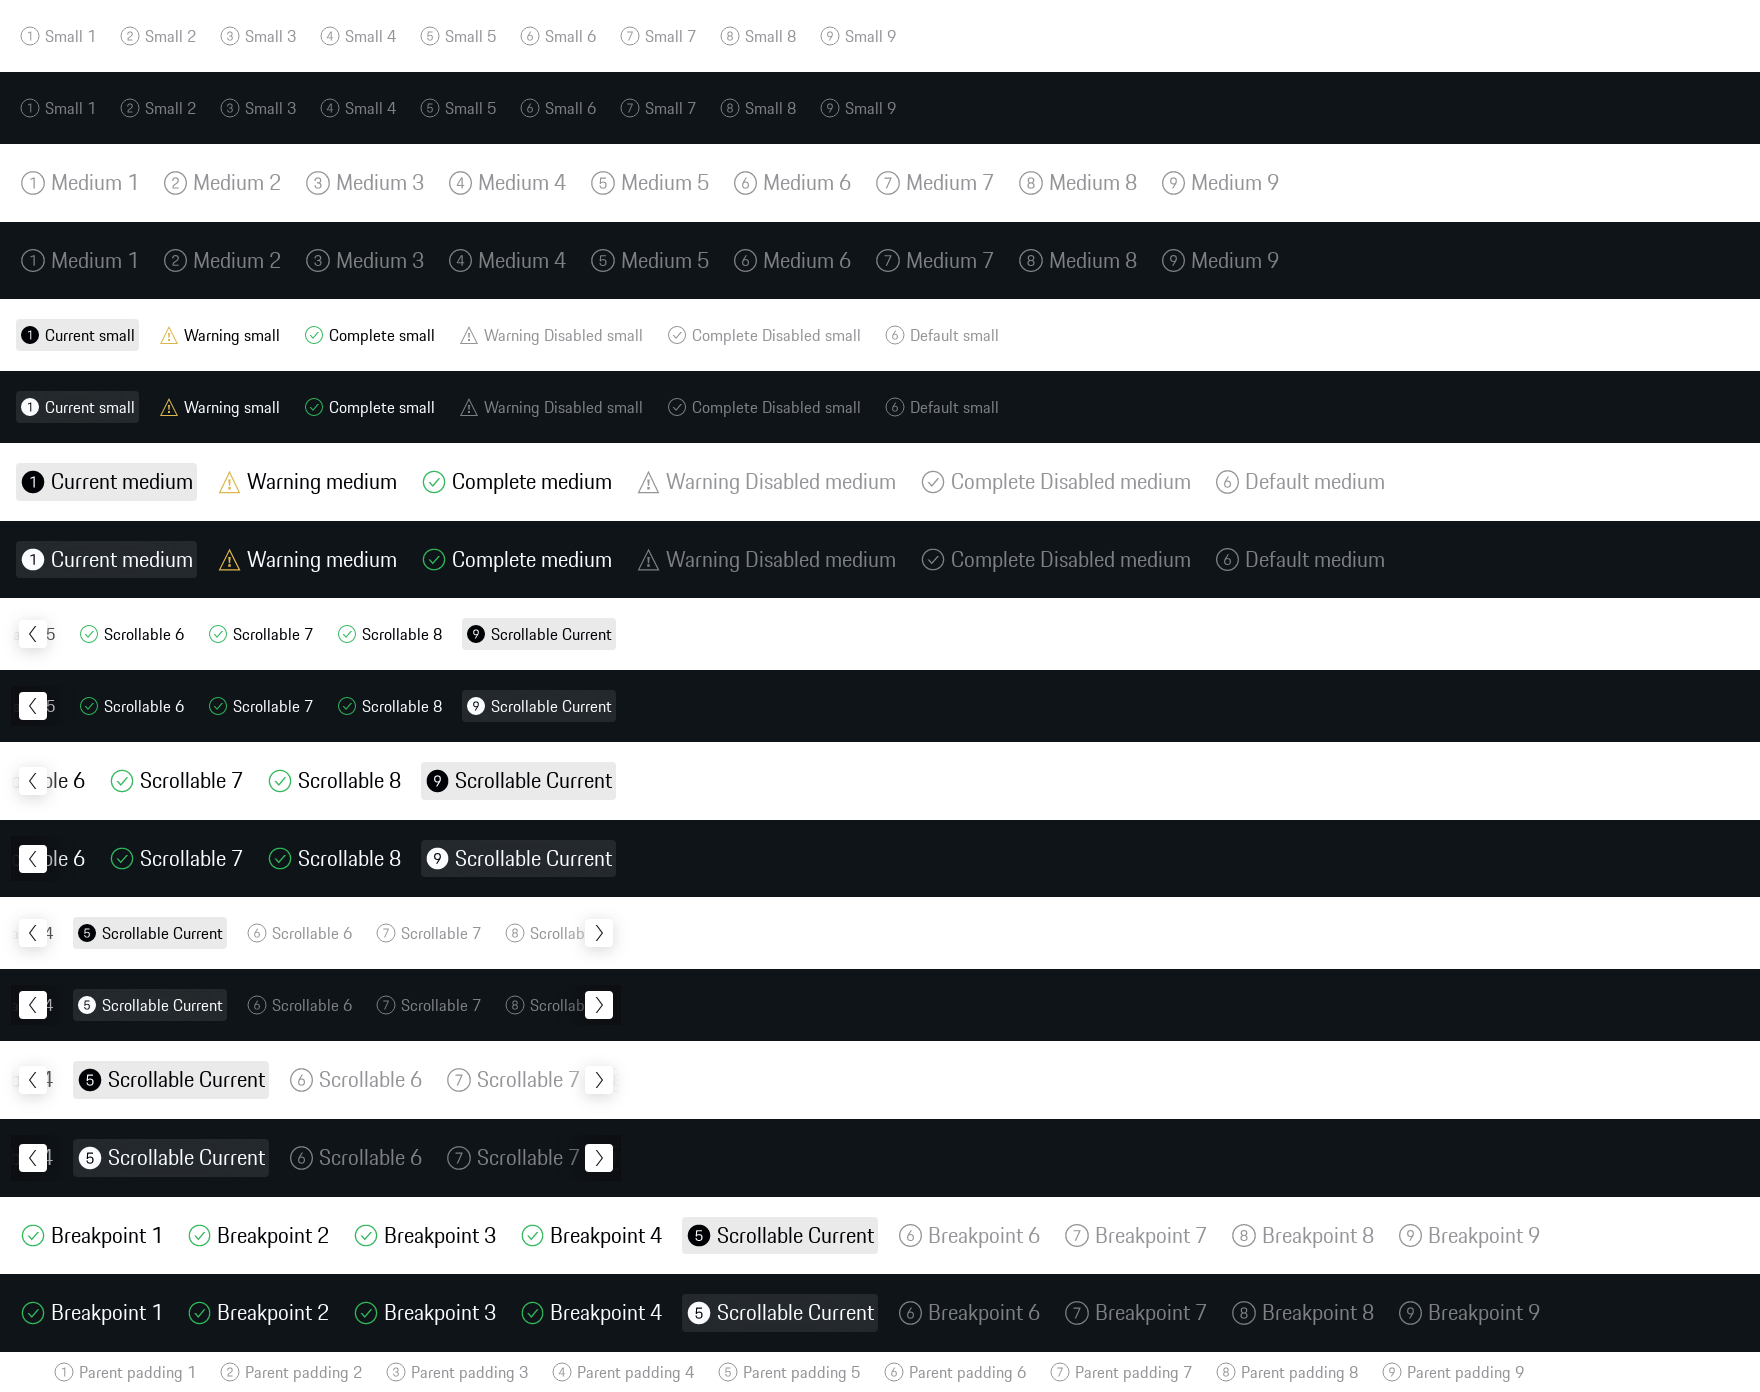 1 Small 1 2 Small 2 3 Small 3 4 Small 4 5 Small 5 6 Small 6 7 Small 7 8 Small 8 9 Small 9
1 Small 1 2 Small 2 3 Small 3 4 Small 4 5 Small 5 6 Small 6 7 Small 7 8 Small 8 9 Small 9
1 Medium 1 2 Medium 2 3 Medium 3 4 Medium 4 5 Medium 5 6 Medium 6 7 Medium 7 8 Medium 8 9 Medium 9
1 Medium 1 2 Medium 2 3 Medium 3 4 Medium 4 5 Medium 5 6 Medium 6 7 Medium 7 8 Medium 8 9 Medium 9
1 Current small Warning small Complete small Warning Disabled small Complete Disabled small 6 Default small
1 Current small Warning small Complete small Warning Disabled small Complete Disabled small 6 Default small
1 Current medium Warning medium Complete medium Warning Disabled medium Complete Disabled medium 6 Default medium
1 Current medium Warning medium Complete medium Warning Disabled medium Complete Disabled medium 6 Default medium
5 Scrollable 6 Scrollable 7 Scrollable 8 9 Scrollable Current
5 Scrollable 6 Scrollable 7 Scrollable 8 9 Scrollable Current
ble 6 Scrollable 7 Scrollable 8 9 Scrollable Current
ble 6 Scrollable 7 Scrollable 8 9 Scrollable Current
4 5 Scrollable Current 6 Scrollable 6 7 Scrollable 7 8 Scrollab
4 5 Scrollable Current 6 Scrollable 6 7 Scrollable 7 8 Scrollab
4 5 Scrollable Current 6 Scrollable 6 7 Scrollable 7
4 5 Scrollable Current 6 Scrollable 6 7 Scrollable 7
Breakpoint 1 Breakpoint 2 Breakpoint 3 Breakpoint 4 5 Scrollable Current 6 Breakpoint 6 7 Breakpoint 7 8 Breakpoint 8 9 Breakpoint 9
Breakpoint 1 Breakpoint 2 Breakpoint 3 Breakpoint 4 5 Scrollable Current 6 Breakpoint 6 7 Breakpoint 7 8 Breakpoint 8 9 Breakpoint 9
1 Parent padding 1 2 Parent padding 2 3 Parent padding 3 4 Parent padding 4 5 Parent padding 5 6 Parent padding 6 7 Parent padding 7 8 Parent padding 8 9 Parent padding 9